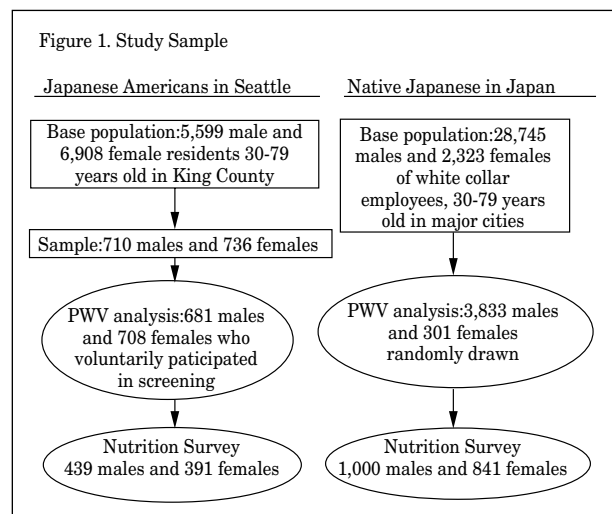 Figure 1. Study Sample
Japanese Americans in Seattle
Base population:5,599 male and
6,908 female residents 30-79
years old in King County
Sample:710 males and 736 females
PWV analysis:681 males
and 708 females who
voluntarily paticipated
in screening
Nutrition Survey
439 males and 391 females
Native Japanese in Japan
Base population:28,745
males and 2,323 females
of white collar
employees, 30-79 years
old in major cities
PWV analysis:3,833 males
and 301 females
randomly drawn
Nutrition Survey
1,000 males and 841 females